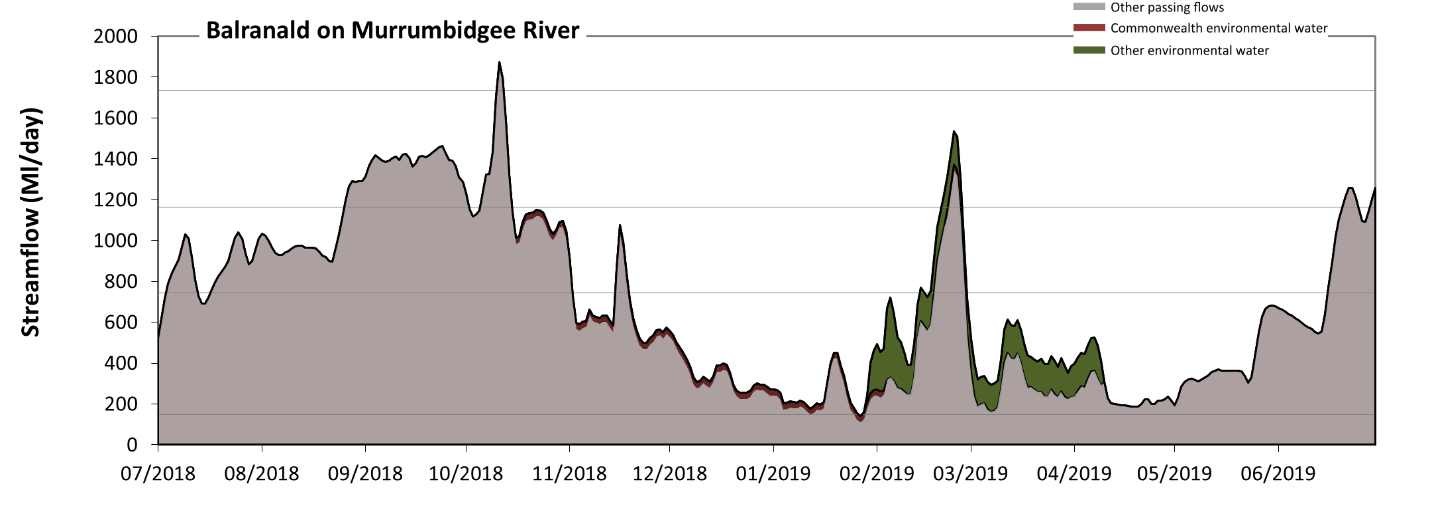 Other passing flows
Commonwealth environmental water
Other environmental water
Balranald on Murrumbidgee River
Streamflow (Ml/day)
2000
1800
1600
1400
1200
1000
800
600
400
200
0
07/2018 08/2018 09/2018 10/2018 11/2018 12/2018 01/2019 02/2019 03/2019 04/2019 05/2019 06/2019